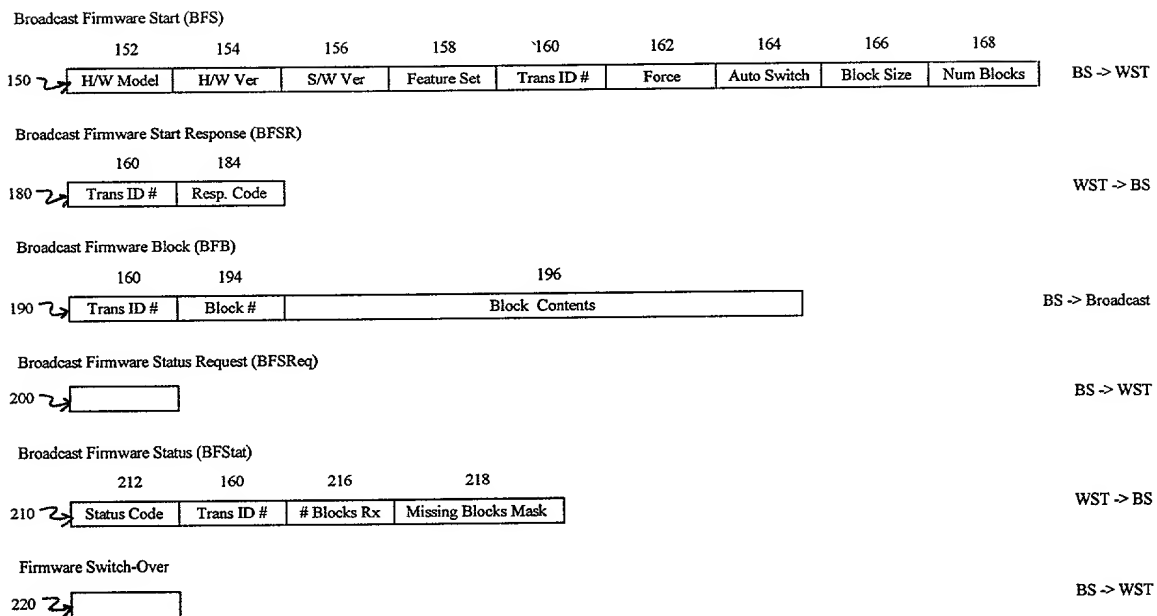 Broadcast Firmware Start (BFS)
152 154 156 158 160 162 164 166 168
150 H/W Model H/W Ver S/W Ver Feature Set Trans ID # Force Auto Switch Block Size Num Blocks BS -> WST
Broadcast Firmware Start Response (BFSR)
160 184
180 Trans ID # Resp. Code WST -> BS
Broadcast Firmware Block (BFB)
160 194 196
190 Trans ID # Block # Block Contents BS -> Broadcast
Broadcast Firmware Status Request (BFSReq)
200 BS -> WST
Broadcast Firmware Status (BFStat)
212 160 216 218
210 Status Code Trans ID # # Blocks Rx Missing Blocks Mask WST -> BS
Firmware Switch-Over
220 BS -> WST